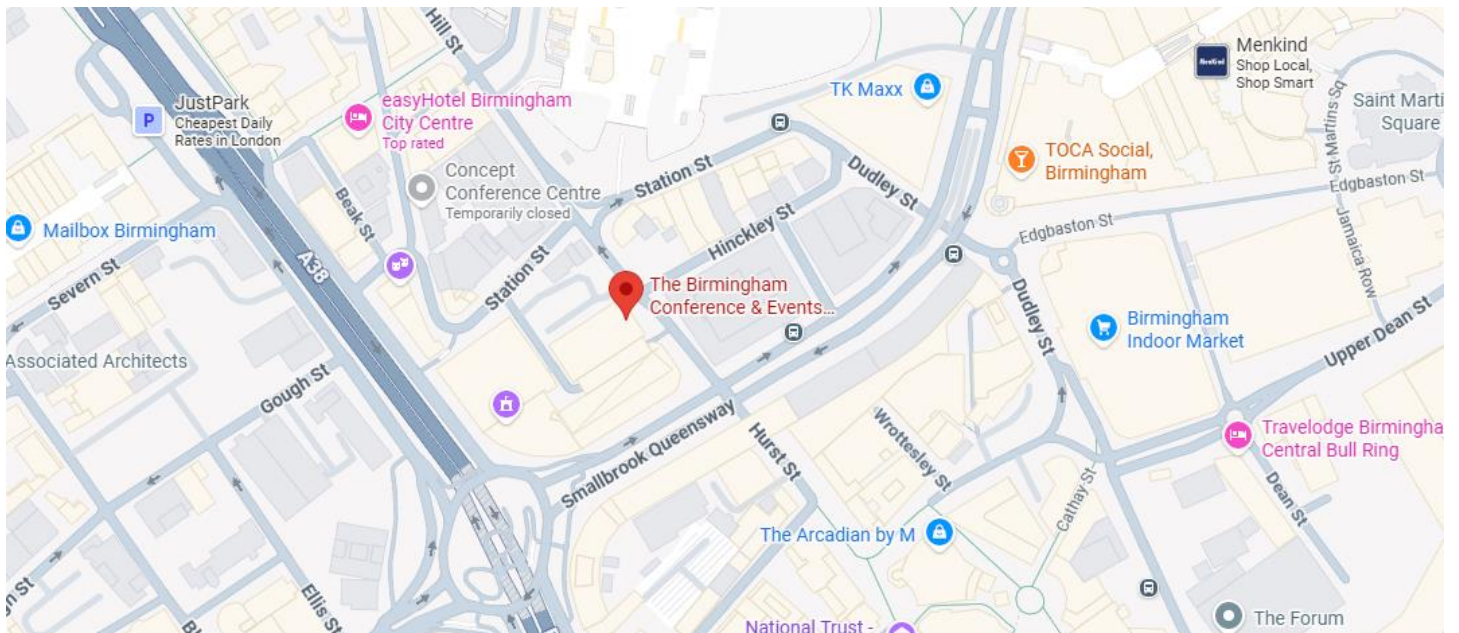 Hill St
JustPark
Cheapest Daily
Rates in London
P
easyHotel Birmingham
City Centre
Top rated
Concept
Conference Centre
Temporarily closed
TK Maxx
Menkind
Shop Local,
Shop Smart
Saint Marti
Square
TOCA Social,
Birmingham
St Martins Sq
Station St
Dudley St
Edgbaston St
Edgbaston St
Jamaica Row
Mailbox Birmingham
Beak St
Hinckley St
Severn St
A38
Station St
The Birmingham
Conference & Events...
Dudley St
Birmingham
Indoor Market
Upper Dean St
Associated Architects
Gough St
Smallbrook Queensway
Hurst St
Wrottesley St
Travelodge Birmingha
Central Bull Ring
Cathay St
Dean St
The Arcadian by M
Ellis St
The Forum
National Trust -